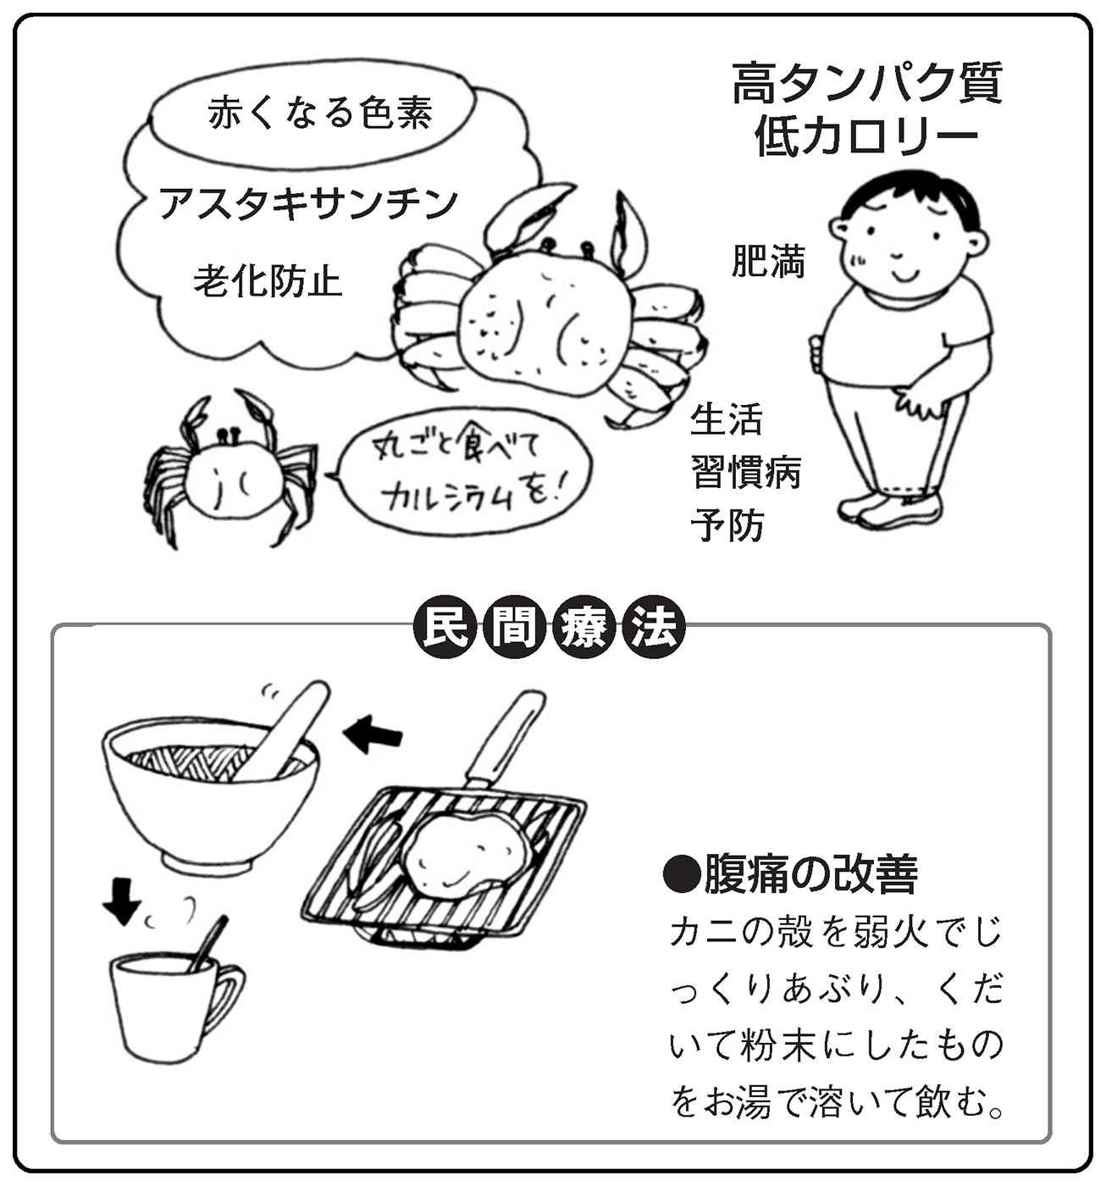 赤くなる色素
アスタキサンチン
老化防止
高タンパク質
低カロリー
肥満
生活
習慣病
予防
丸ごと食べて
カルシウムを！
民間療法
●腹痛の改善
カニの殻を弱火でじ
っくりあぶり、くだ
いて粉末にしたもの
をお湯で溶いて飲む。